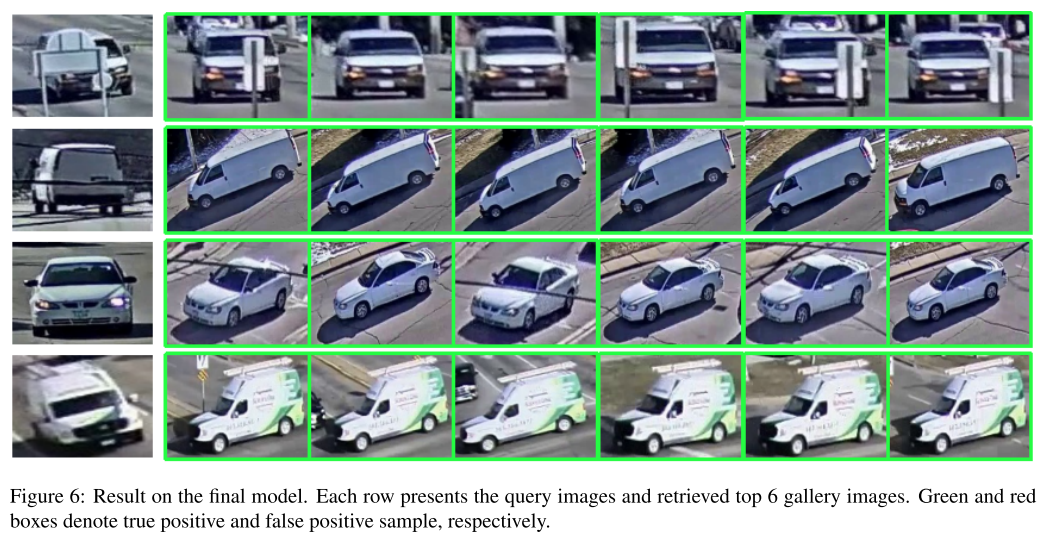 Figure 6: Result on the final model. Each row presents the query images and retrieved top 6 gallery images. Green and red
boxes denote true positive and false positive sample, respectively.